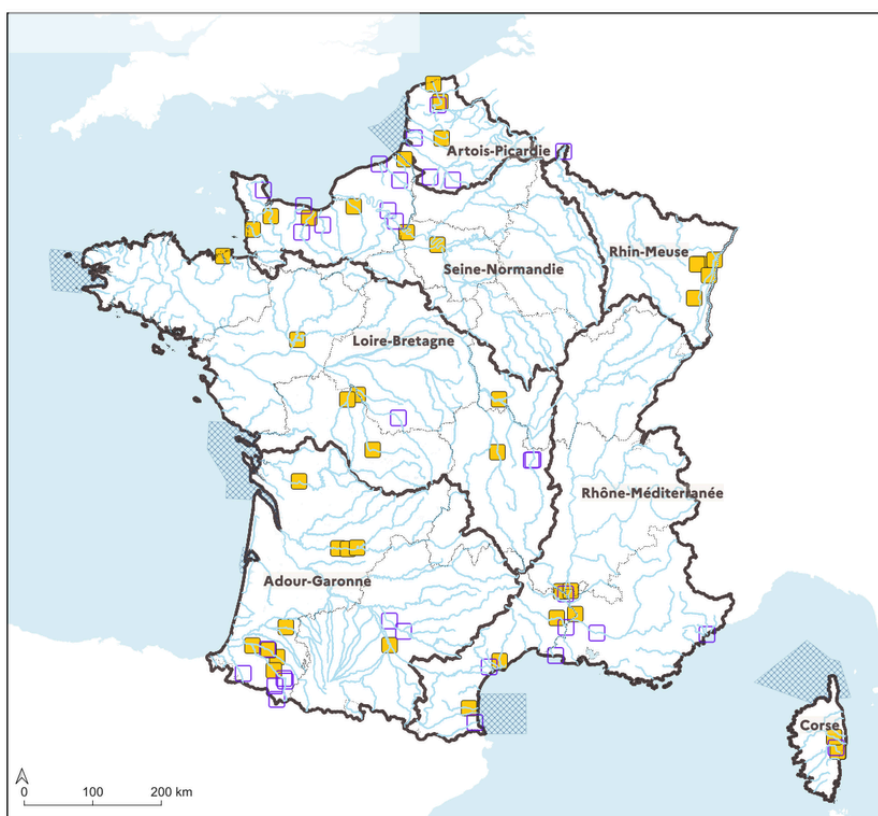 Artois-Picardie
Rhin-Meuse
Seine-Normandie
Loire-Bretagne
Rhône-Méditerranée
Adour-Garonne
Corse
0 100 200 km